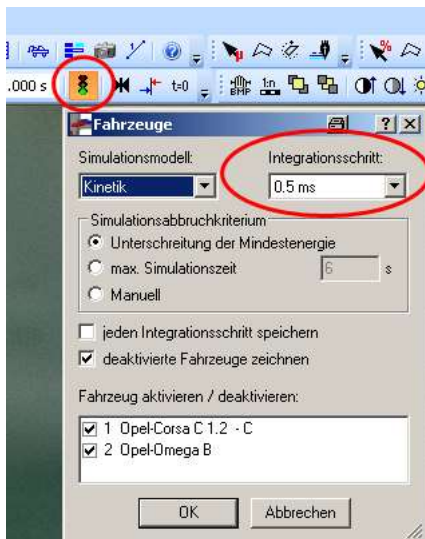 .000 s
t=0
1n
%
Fahrzeuge
Simulationsmodell: Integrationsschritt:
Kinetik 0.5 ms
Simulationsabbruchkriterium
Unterschreitung der Mindestenergie
max. Simulationszeit 6 s
Manuell
jeden Integrationsschritt speichern
deaktivierte Fahrzeuge zeichnen
Fahrzeug aktivieren / deaktivieren:
1 Opel-Corsa C 1.2 - C
2 Opel-Omega B
OK Abbrechen